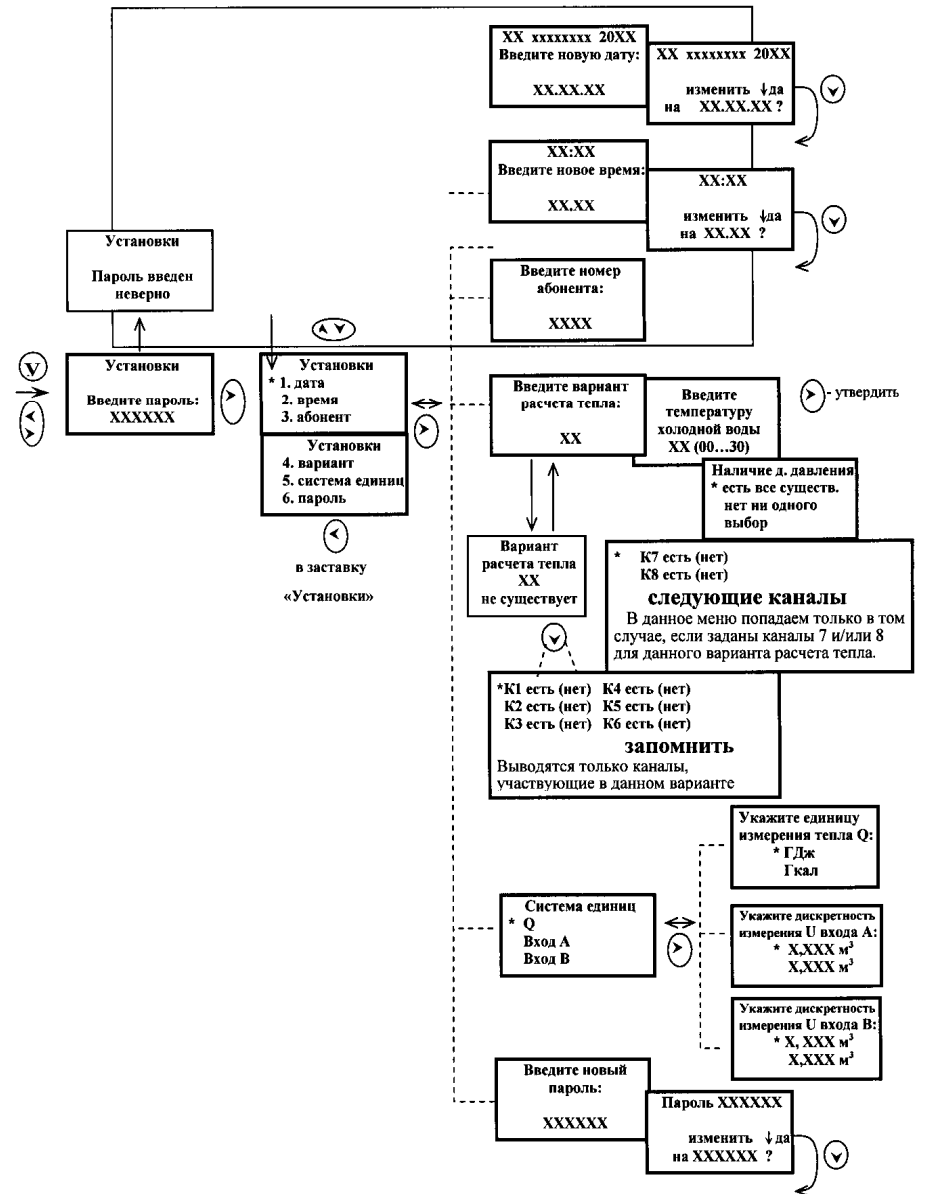 XX xxxxxxxx 20XX
Введите новую дату:
XX.XX.XX
XX xxxxxxxx 20XX
изменить ↓да
на XX.XX.XX ?
XX:XX
Введите новое время:
XX.XX
XX:XX
изменить ↓да
на XX.XX ?
Установки
Пароль введен
неверно
Введите номер
абонента:
XXXX
Установки
Введите пароль:
XXXXXX
Установки
* 1. дата
2. время
3. абонент
Установки
4. вариант
5. система единиц
6. пароль
в заставку
«Установки»
Введите вариант
расчета тепла:
XX
Введите
температуру
холодной воды
XX (00...30)
- утвердить
Наличие д. давления
* есть все существ.
нет ни одного
выбор
Вариант
расчета тепла
XX
не существует
* К7 есть (нет)
К8 есть (нет)
следующие каналы
В данное меню попадаем только в том
случае, если заданы каналы 7 и/или 8
для данного варианта расчета тепла.
*К1 есть (нет) К4 есть (нет)
К2 есть (нет) К5 есть (нет)
К3 есть (нет) К6 есть (нет)
запомнить
Выводятся только каналы,
участвующие в данном варианте
Укажите единицу
измерения тепла Q:
* ГДж
Гкал
Система единиц
* Q
Вход А
Вход В
Укажите дискретность
измерения U входа А:
* X,XXX м³
X,XXX м³
Укажите дискретность
измерения U входа В:
* X, XXX м³
X,XXX м³
Введите новый
пароль:
XXXXXX
Пароль XXXXXX
изменить ↓да
на XXXXXX ?